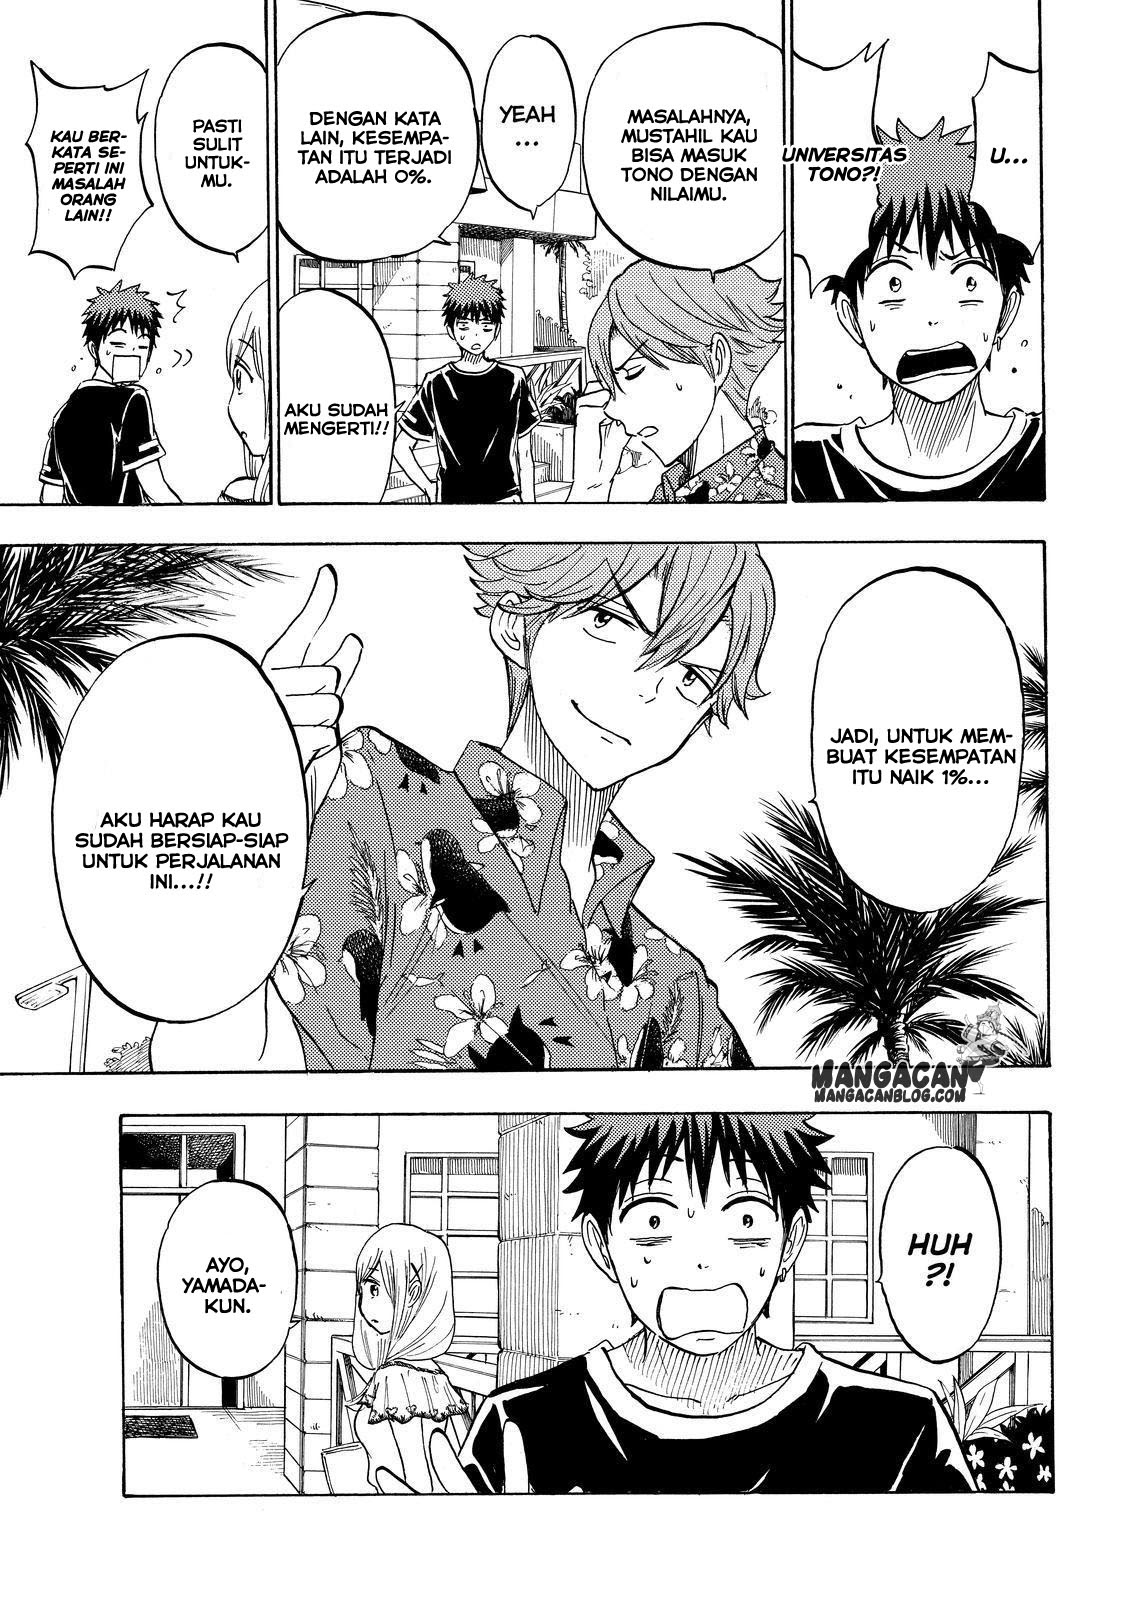 U...
UNIVERSITAS
TONO?!
MASALAHNYA,
MUSTAHIL KAU
BISA MASUK
TONO DENGAN
NILAIMU.
YEAH
...
DENGAN KATA
LAIN, KESEMPA-
TAN ITU TERJADI
ADALAH 0%.
AKU SUDAH
MENGERTI!!
PASTI
SULIT
UNTUK-
MU.
KAU BER-
KATA SE-
PERTI INI
MASALAH
ORANG
LAIN!!
JADI, UNTUK MEM-
BUAT KESEMPATAN
ITU NAIK 1%...
AKU HARAP KAU
SUDAH BERSIAP-SIAP
UNTUK PERJALANAN
INI...!!
MANGACAN
MANGACANBLOG.COM
HUH
?!
AYO,
YAMADA-
KUN.